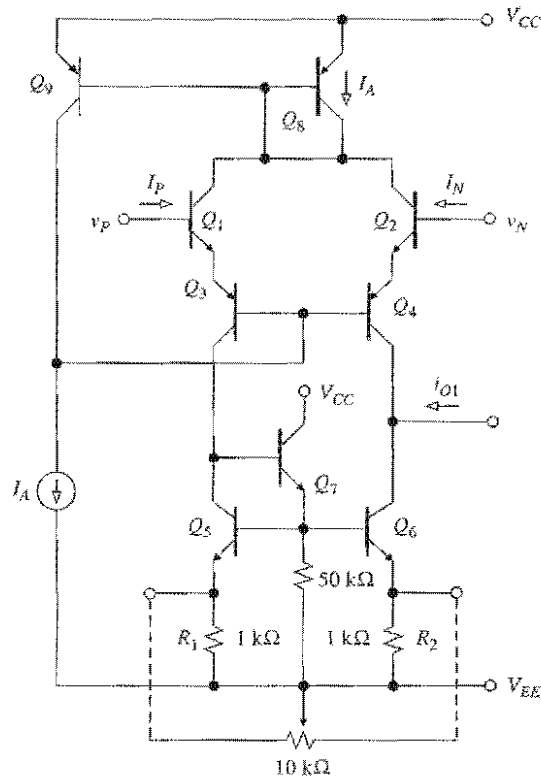 V_CC
Q_9
I_A
Q_8
I_P
I_N
v_P
Q_1
Q_2
v_N
Q_3
Q_4
i_O1
V_CC
Q_7
I_A
Q_5
Q_6
50 kΩ
R_1
1 kΩ
1 kΩ
R_2
V_EE
10 kΩ